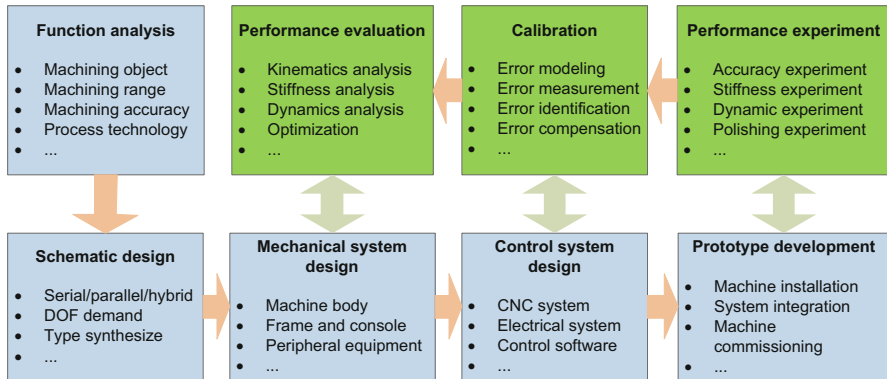 Function analysis
• Machining object
• Machining range
• Machining accuracy
• Process technology
• ...
Performance evaluation
• Kinematics analysis
• Stiffness analysis
• Dynamics analysis
• Optimization
• ...
Calibration
• Error modeling
• Error measurement
• Error identification
• Error compensation
• ...
Performance experiment
• Accuracy experiment
• Stiffness experiment
• Dynamic experiment
• Polishing experiment
• ...
Schematic design
• Serial/parallel/hybrid
• DOF demand
• Type synthesize
• ...
Mechanical system
design
• Machine body
• Frame and console
• Peripheral equipment
• ...
Control system
design
• CNC system
• Electrical system
• Control software
• ...
Prototype development
• Machine installation
• System integration
• Machine
commissioning
• ...